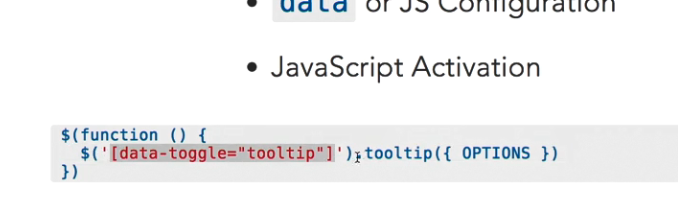 • data or JS Configuration
• JavaScript Activation
$(function () {
  $('[data-toggle="tooltip"]').tooltip({ OPTIONS })
})